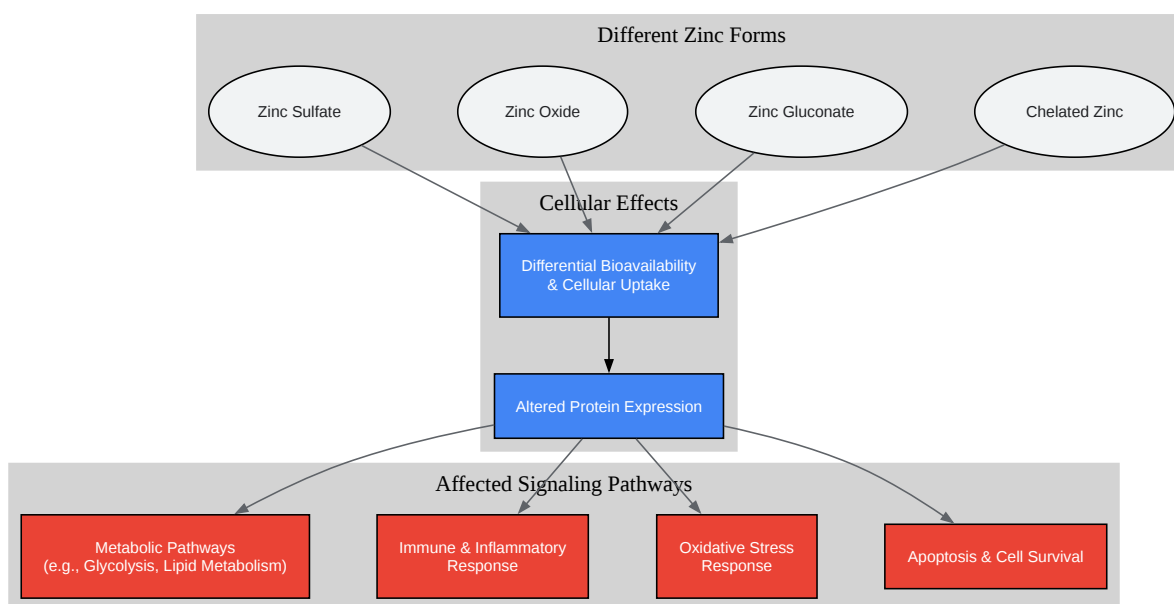 Different Zinc Forms
Zinc Sulfate
Zinc Oxide
Zinc Gluconate
Chelated Zinc
Cellular Effects
Differential Bioavailability
& Cellular Uptake
Altered Protein Expression
Affected Signaling Pathways
Metabolic Pathways
(e.g., Glycolysis, Lipid Metabolism)
Immune & Inflammatory
Response
Oxidative Stress
Response
Apoptosis & Cell Survival